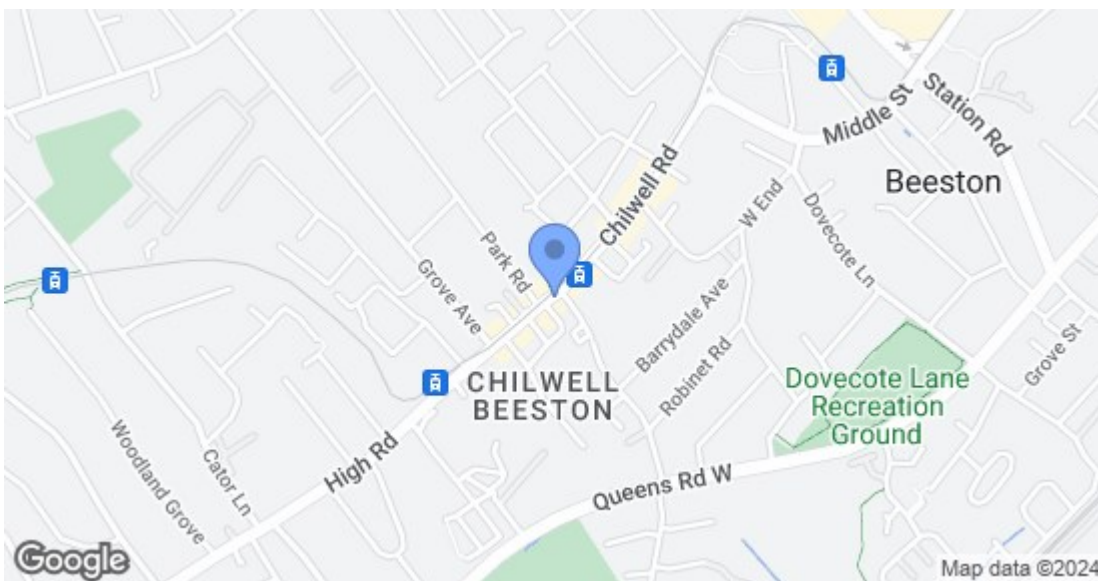 Middle St
Station Rd
Beeston
Chilwell Rd
W End
Dovecote Ln
Park Rd
Grove Ave
Barrydale Ave
Robinet Rd
Grove St
CHILWELL
BEESTON
Dovecote Lane
Recreation
Ground
High Rd
Woodland Grove
Cator Ln
Queens Rd W
Google
Map data ©2024